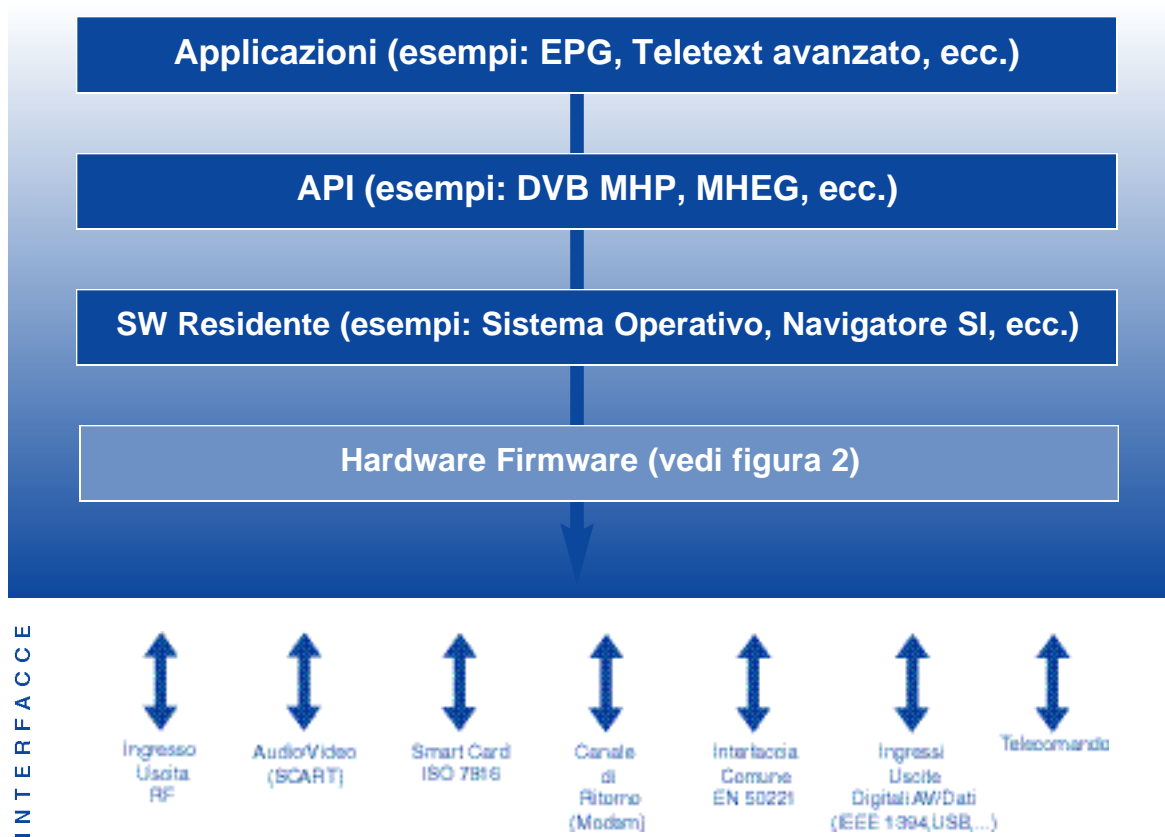 Applicazioni (esempi: EPG, Teletext avanzato, ecc.)
API (esempi: DVB MHP, MHEG, ecc.)
SW Residente (esempi: Sistema Operativo, Navigatore SI, ecc.)
Hardware Firmware (vedi figura 2)
INTERFACCE
Ingresso
Uscita
RF
Audio/Video
(SCART)
Smart Card
ISO 7816
Canale
di
Ritorno
(Modem)
Interfaccia
Comune
EN 50221
Ingressi
Uscite
Digitali AV/Dati
(IEEE 1394,USB,...)
Telecomando